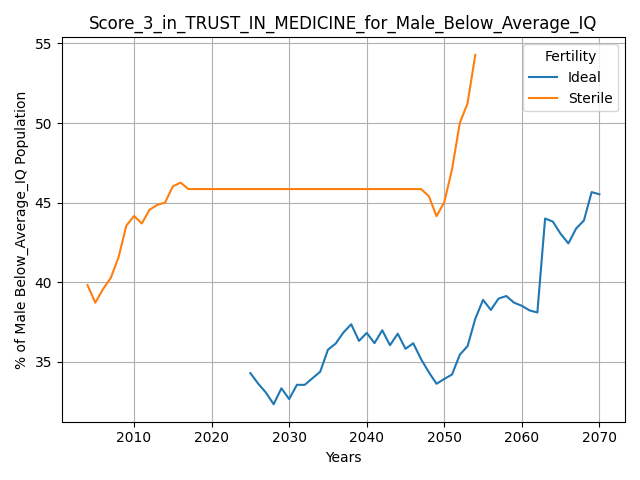 Score_3_in_TRUST_IN_MEDICINE_for_Male_Below_Average_IQ
% of Male Below_Average_IQ Population
55
50
45
40
35
Fertility
Ideal
Sterile
2010
2020
2030
2040
2050
2060
2070
Years